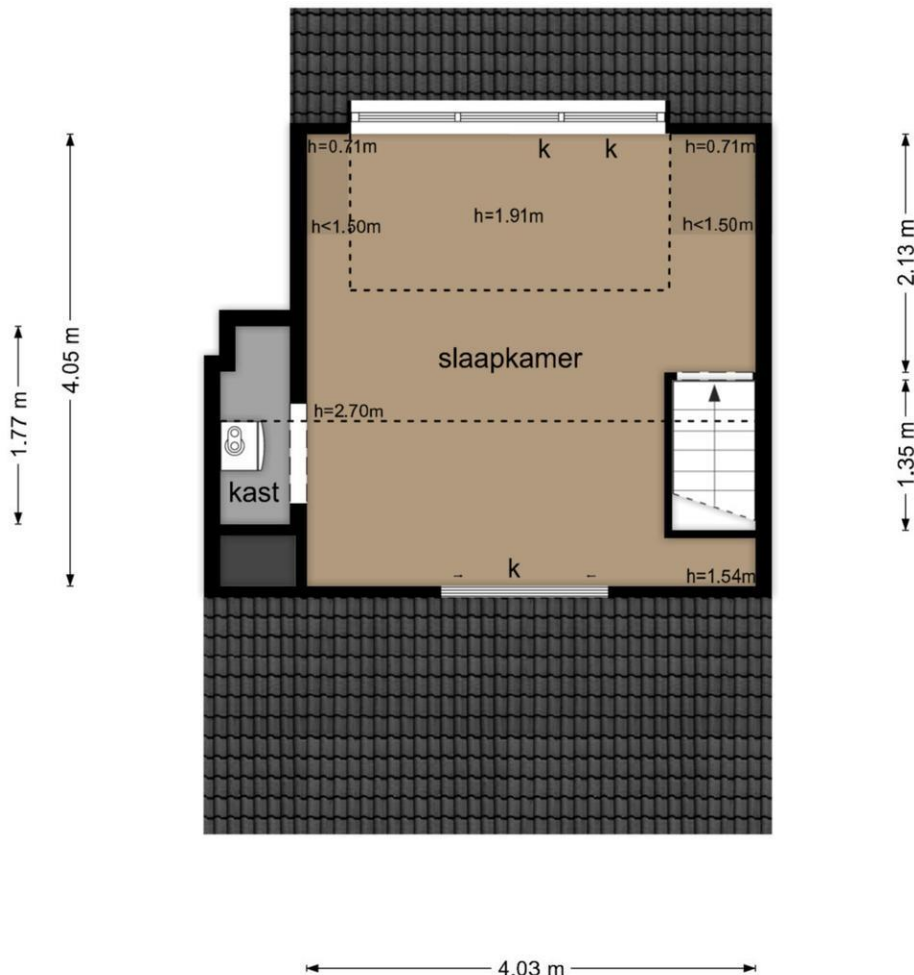 h=0.71m
k k
h=0.71m
h<1.50m
h=1.91m
h<1.50m
2.13 m
4.05 m
1.77 m
slaapkamer
h=2.70m
1.35 m
kast
k
h=1.54m
4.03 m